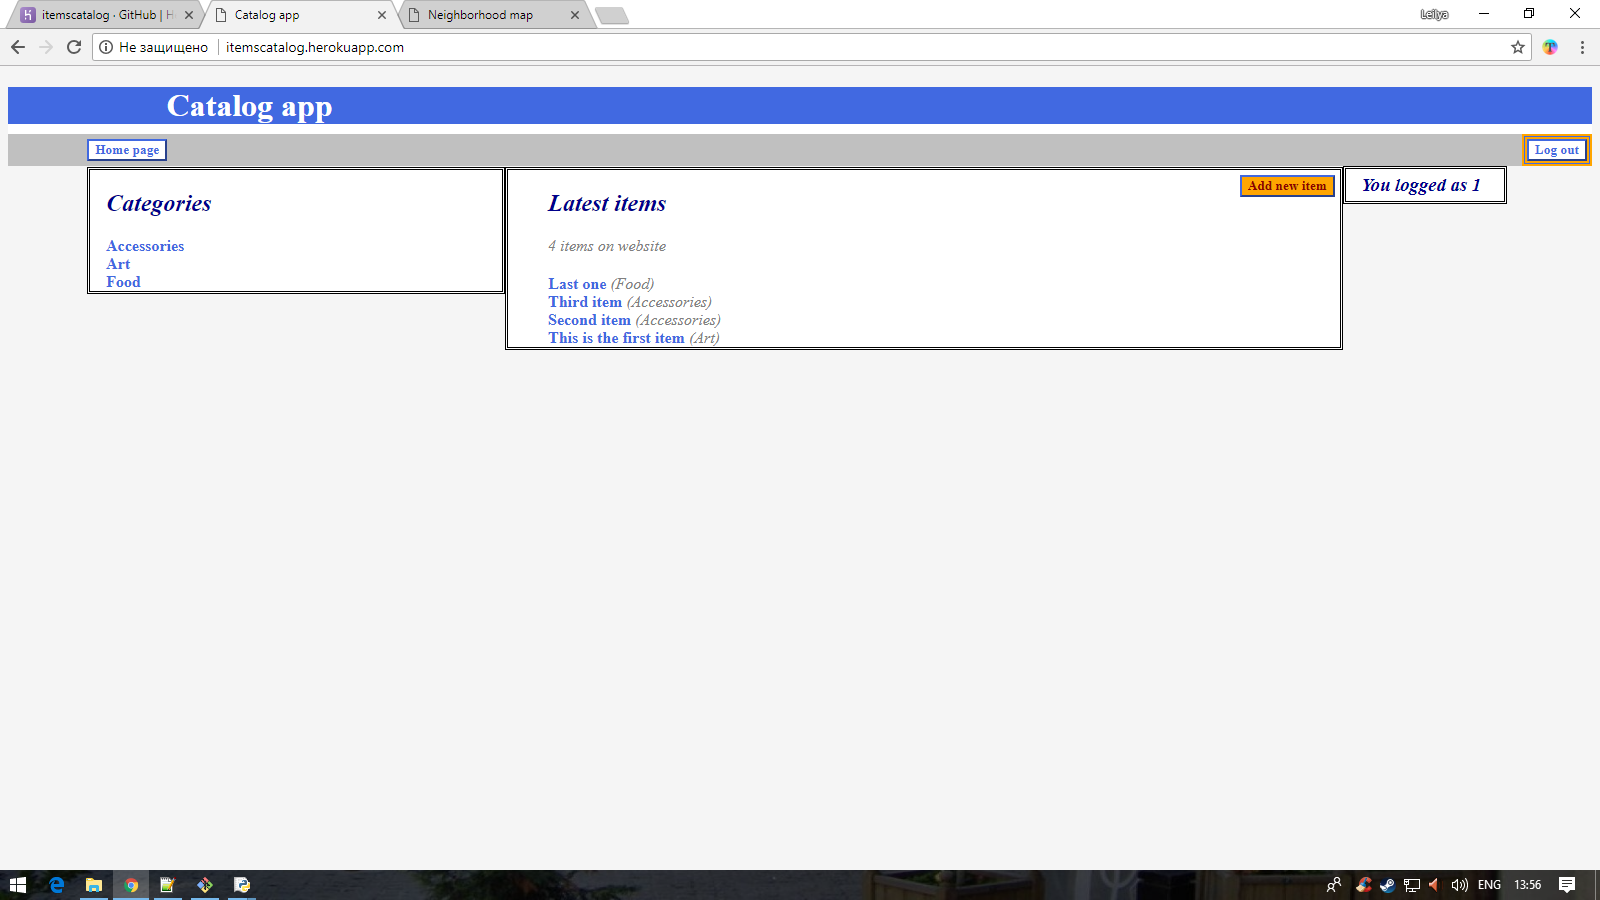 itemscatalog · GitHub | H
Catalog app
Neighborhood map
Leilya
Не защищено
itemscatalog.herokuapp.com
Catalog app
Home page
Log out
Categories
Accessories
Art
Food
Latest items
Add new item
4 items on website
Last one (Food)
Third item (Accessories)
Second item (Accessories)
This is the first item (Art)
You logged as 1
ENG
13:56